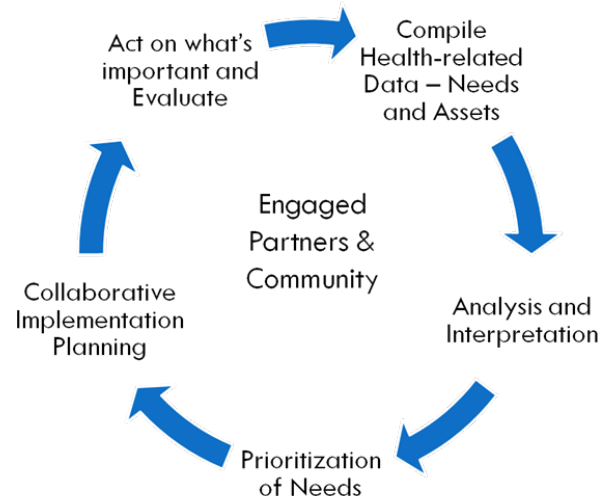 Act on what's
important and
Evaluate
Compile
Health-related
Data – Needs
and Assets
Engaged
Partners &
Community
Analysis and
Interpretation
Prioritization
of Needs
Collaborative
Implementation
Planning